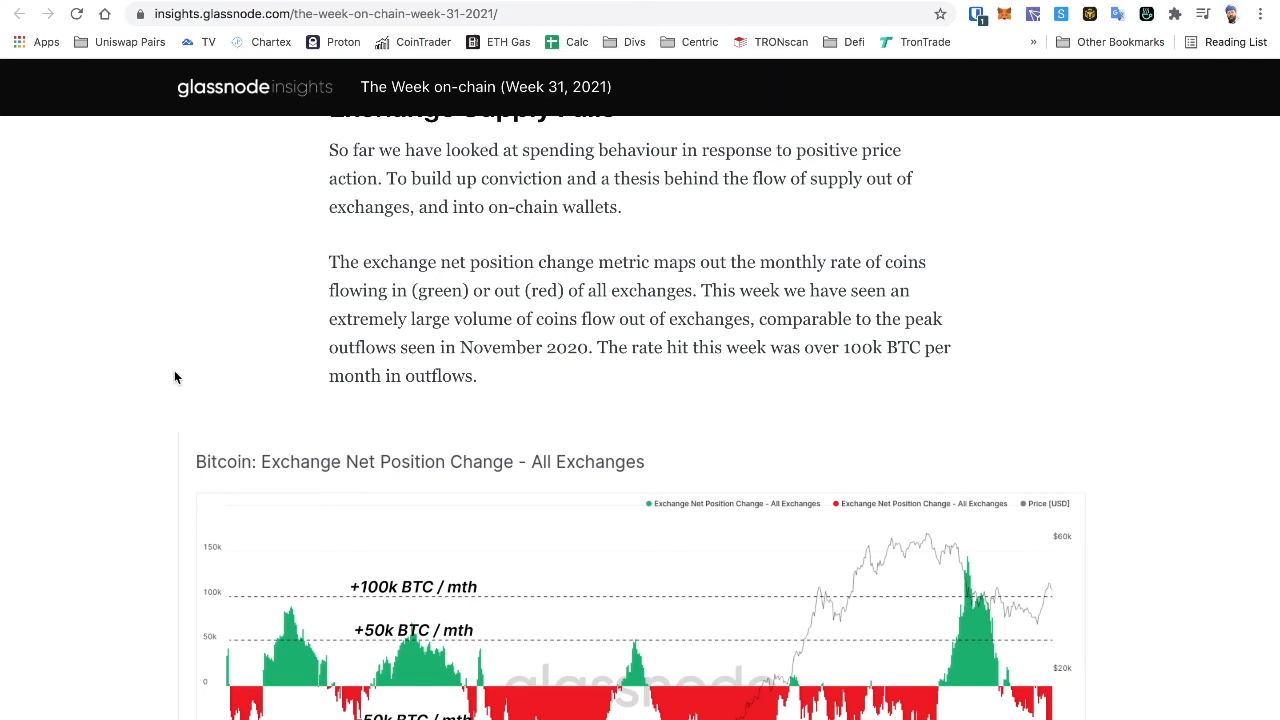 insights.glassnode.com/the-week-on-chain-week-31-2021/
1
Apps Uniswap Pairs TV Chartex Proton CoinTrader ETH Gas Calc Divs Centric TRONscan Defi TronTrade » Other Bookmarks Reading List
glassnodeinsights The Week on-chain (Week 31, 2021)
Exchange Supply Falls
So far we have looked at spending behaviour in response to positive price
action. To build up conviction and a thesis behind the flow of supply out of
exchanges, and into on-chain wallets.
The exchange net position change metric maps out the monthly rate of coins
flowing in (green) or out (red) of all exchanges. This week we have seen an
extremely large volume of coins flow out of exchanges, comparable to the peak
outflows seen in November 2020. The rate hit this week was over 100k BTC per
month in outflows.
Bitcoin: Exchange Net Position Change - All Exchanges
Exchange Net Position Change - All Exchanges Exchange Net Position Change - All Exchanges Price [USD]
150k $60k
+100k BTC / mth
100k
+50k BTC / mth
50k
$20k
0
glassnode
-50k BTC / mth